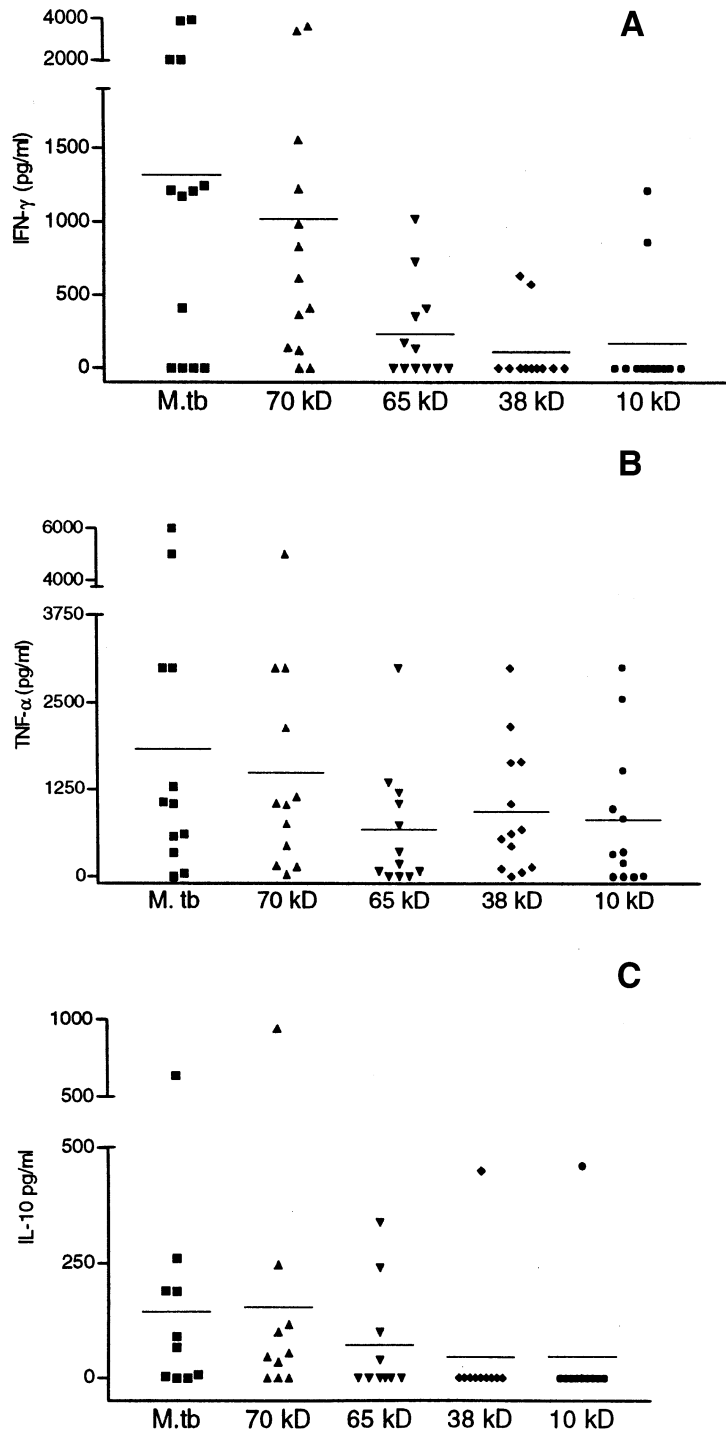 A
4000
2000
1500
1000
500
0
IFN-γ (pg/ml)
M.tb 70 kD 65 kD 38 kD 10 kD
B
6000
4000
3750
2500
1250
0
TNF-α (pg/ml)
M. tb 70 kD 65 kD 38 kD 10 kD
C
1000
500
500
250
0
IL-10 pg/ml
M.tb 70 kD 65 kD 38 kD 10 kD